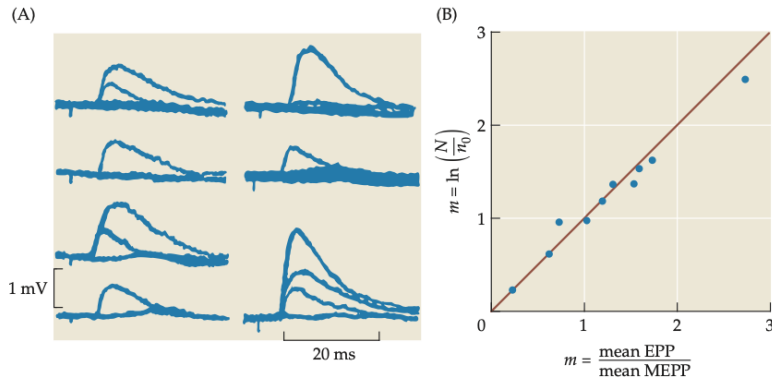 (A)
1 mV
20 ms
(B)
3
2
1
0
1
2
3
m = ln (N/n₀)
m = mean EPP
mean MEPP